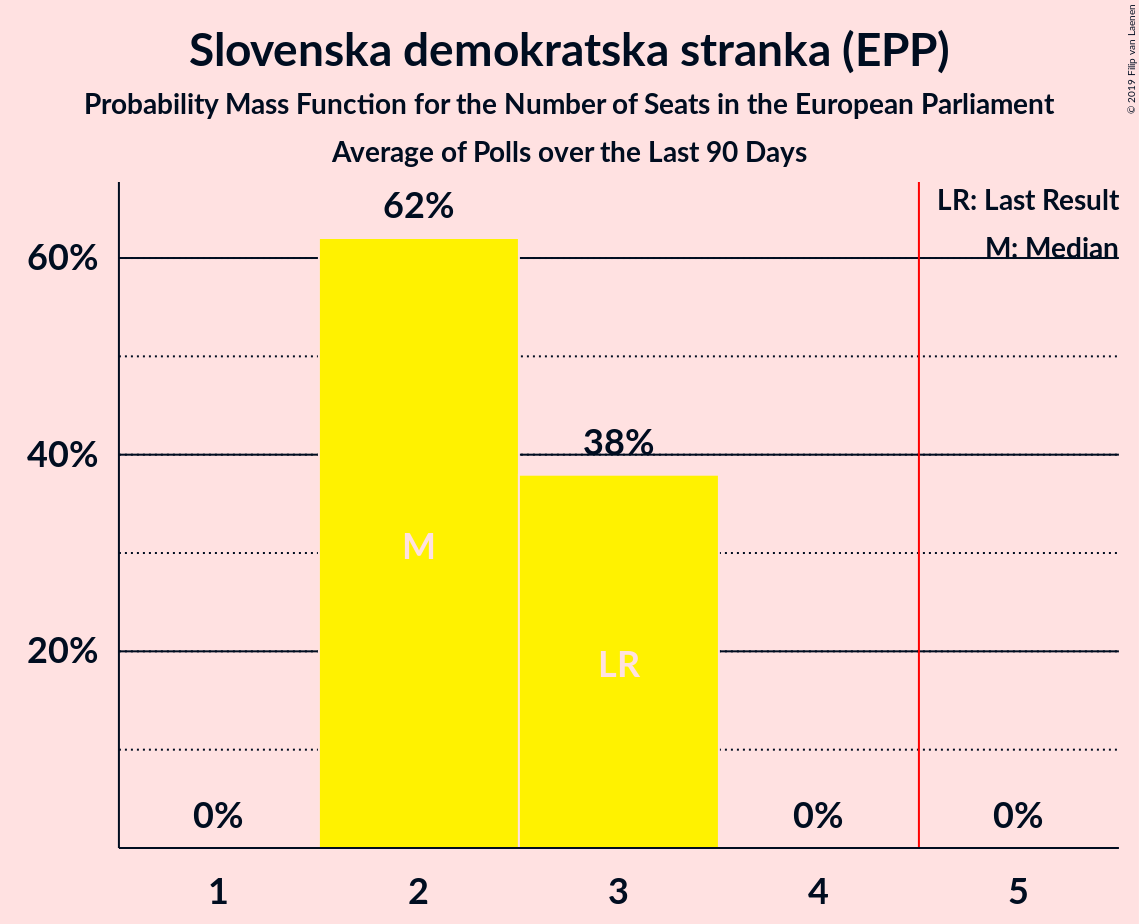 Slovenska demokratska stranka (EPP)
Probability Mass Function for the Number of Seats in the European Parliament
Average of Polls over the Last 90 Days
© 2019 Filip van Laenen
LR: Last Result
M: Median
62%
60%
38%
40%
M
LR
20%
0%
0%
0%
1
2
3
4
5